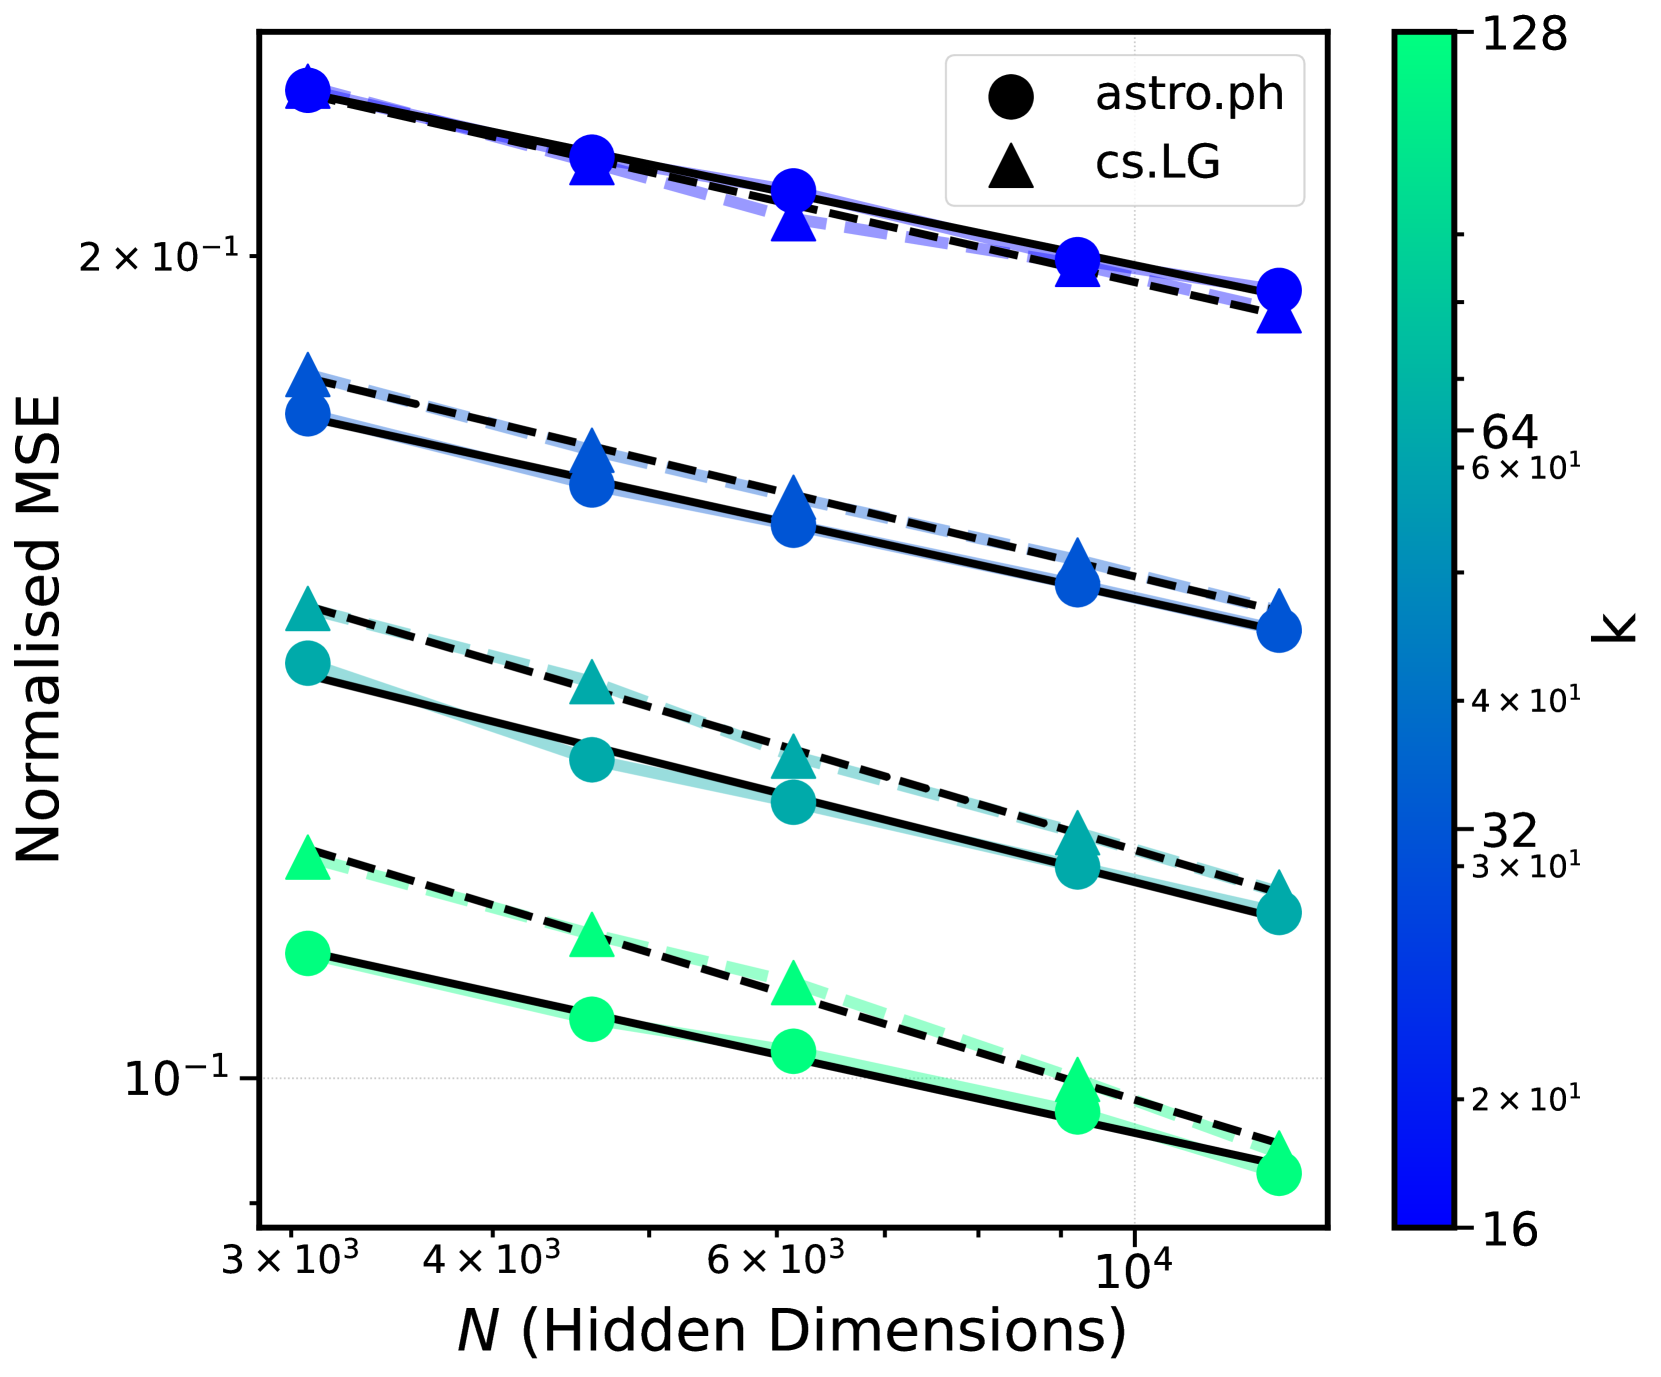 astro.ph
cs.LG
Normalised MSE
2 × 10⁻¹
10⁻¹
3 × 10³
4 × 10³
6 × 10³
10⁴
N (Hidden Dimensions)
128
64
6 × 10¹
4 × 10¹
32
3 × 10¹
2 × 10¹
16
k